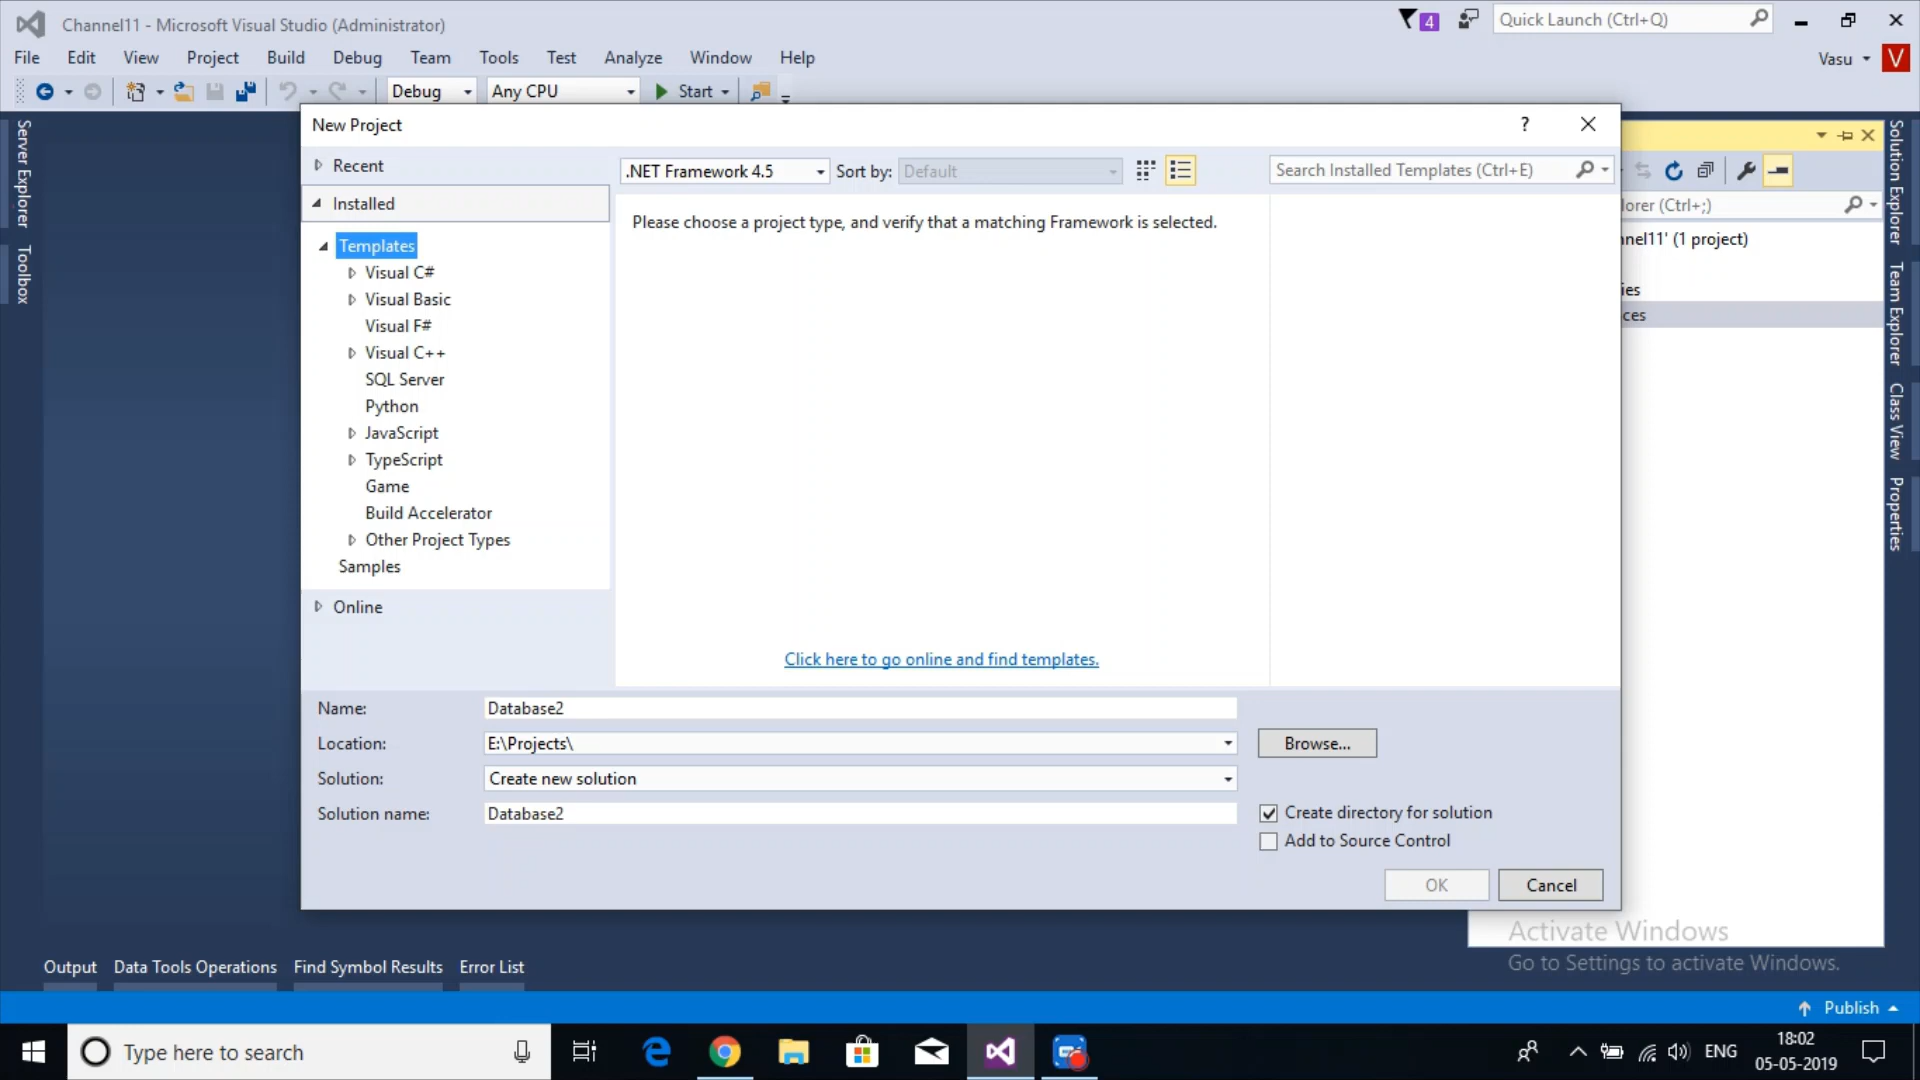 Channel11 - Microsoft Visual Studio (Administrator)
4
Quick Launch (Ctrl+Q)
File Edit View Project Build Debug Team Tools Test Analyze Window Help
Vasu
V
Debug Any CPU Start
New Project
?
Server Explorer
Toolbox
Recent
Installed
.NET Framework 4.5 Sort by: Default
Search Installed Templates (Ctrl+E)
Please choose a project type, and verify that a matching Framework is selected.
Templates
Visual C#
Visual Basic
Visual F#
Visual C++
SQL Server
Python
JavaScript
TypeScript
Game
Build Accelerator
Other Project Types
Samples
Online
Click here to go online and find templates.
Name: Database2
Location: E:\Projects\
Browse...
Solution: Create new solution
Solution name: Database2
Create directory for solution
Add to Source Control
OK Cancel
lorer (Ctrl+;)
nnel11' (1 project)
ies
ces
Solution Explorer
Team Explorer
Class View
Properties
Activate Windows
Go to Settings to activate Windows.
Output Data Tools Operations Find Symbol Results Error List
Publish
Type here to search
ENG
18:02
05-05-2019